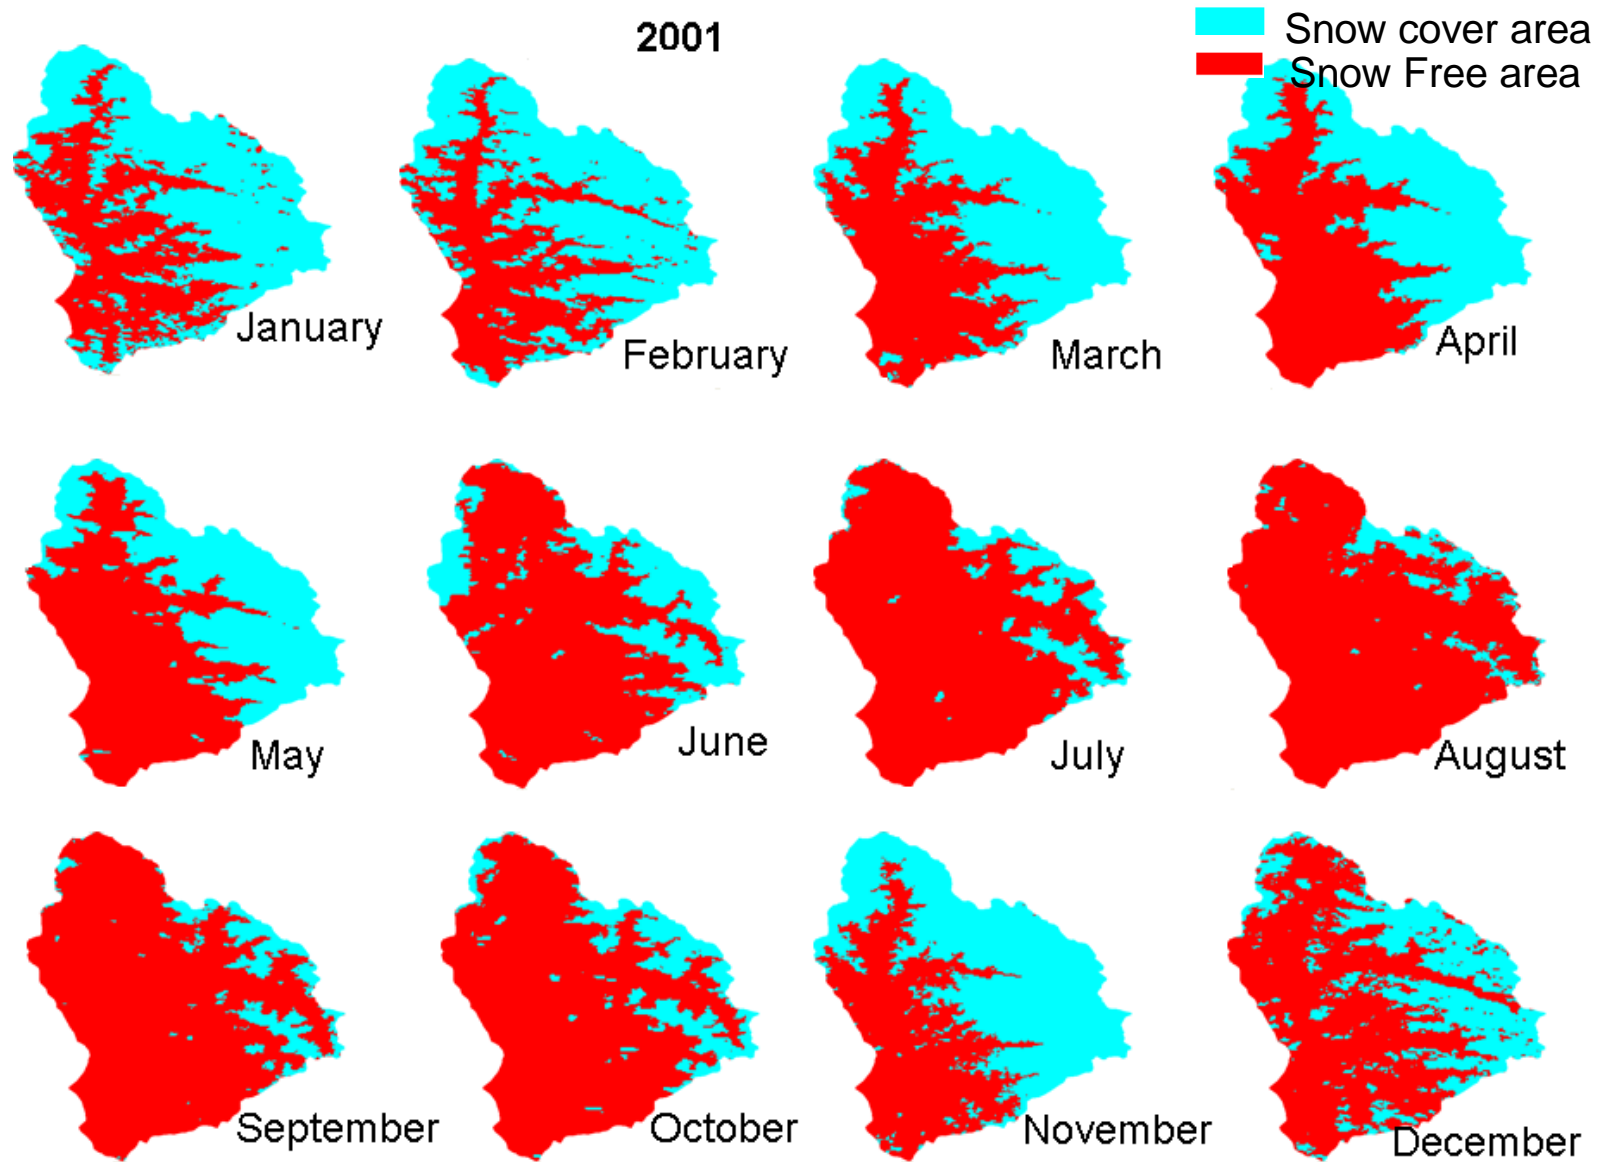 2001
Snow cover area
Snow Free area
January
February
March
April
May
June
July
August
September
October
November
December